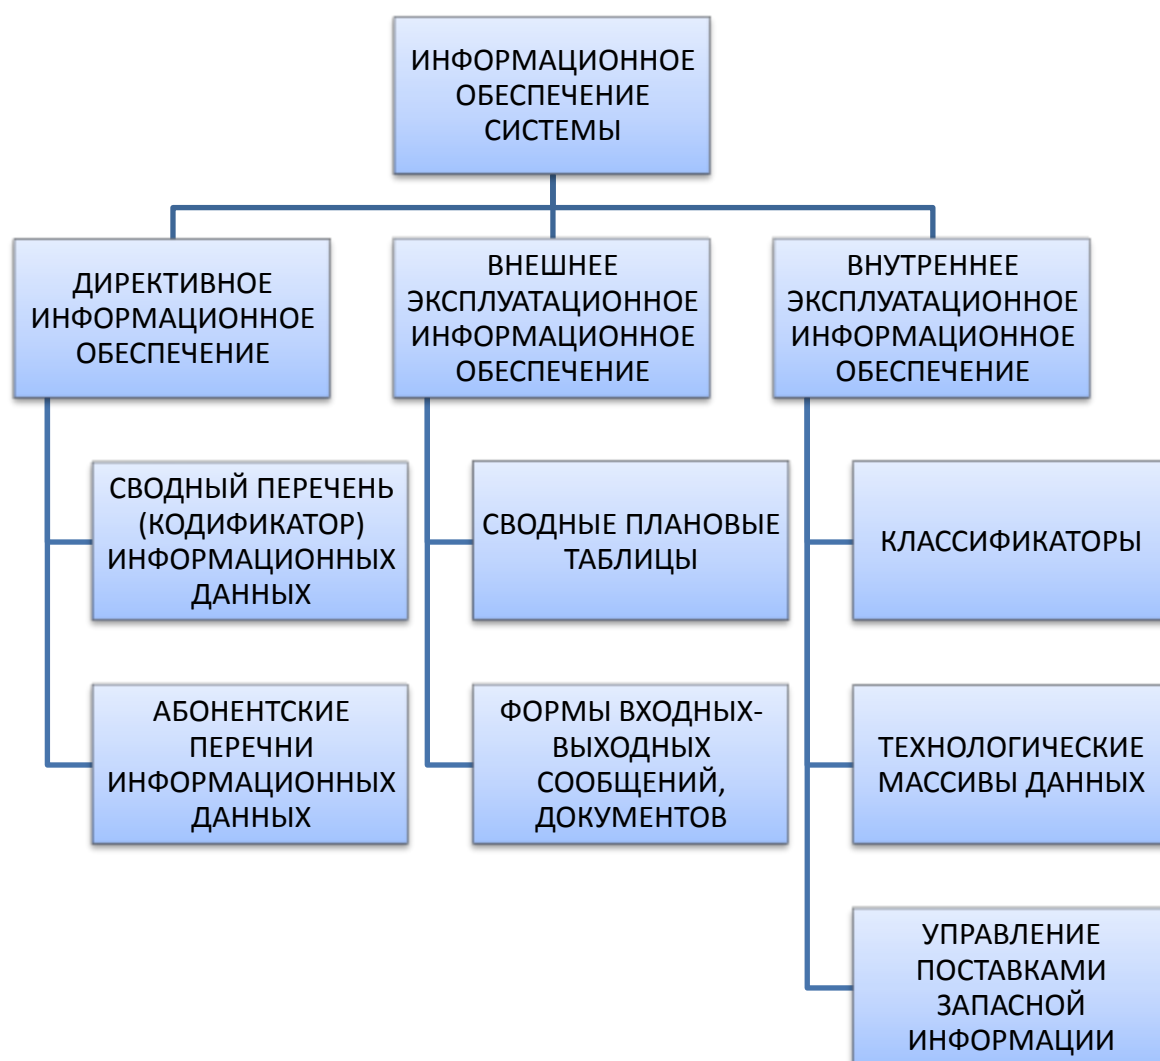 ИНФОРМАЦИОННОЕ
ОБЕСПЕЧЕНИЕ
СИСТЕМЫ
ДИРЕКТИВНОЕ
ИНФОРМАЦИОННОЕ
ОБЕСПЕЧЕНИЕ
СВОДНЫЙ ПЕРЕЧЕНЬ
(КОДИФИКАТОР)
ИНФОРМАЦИОННЫХ
ДАННЫХ
АБОНЕНТСКИЕ
ПЕРЕЧНИ
ИНФОРМАЦИОННЫХ
ДАННЫХ
ВНЕШНЕЕ
ЭКСПЛУАТАЦИОННОЕ
ИНФОРМАЦИОННОЕ
ОБЕСПЕЧЕНИЕ
СВОДНЫЕ ПЛАНОВЫЕ
ТАБЛИЦЫ
ФОРМЫ ВХОДНЫХ-
ВЫХОДНЫХ
СООБЩЕНИЙ,
ДОКУМЕНТОВ
ВНУТРЕННЕЕ
ЭКСПЛУАТАЦИОННОЕ
ИНФОРМАЦИОННОЕ
ОБЕСПЕЧЕНИЕ
КЛАССИФИКАТОРЫ
ТЕХНОЛОГИЧЕСКИЕ
МАССИВЫ ДАННЫХ
УПРАВЛЕНИЕ
ПОСТАВКАМИ
ЗАПАСНОЙ
ИНФОРМАЦИИ